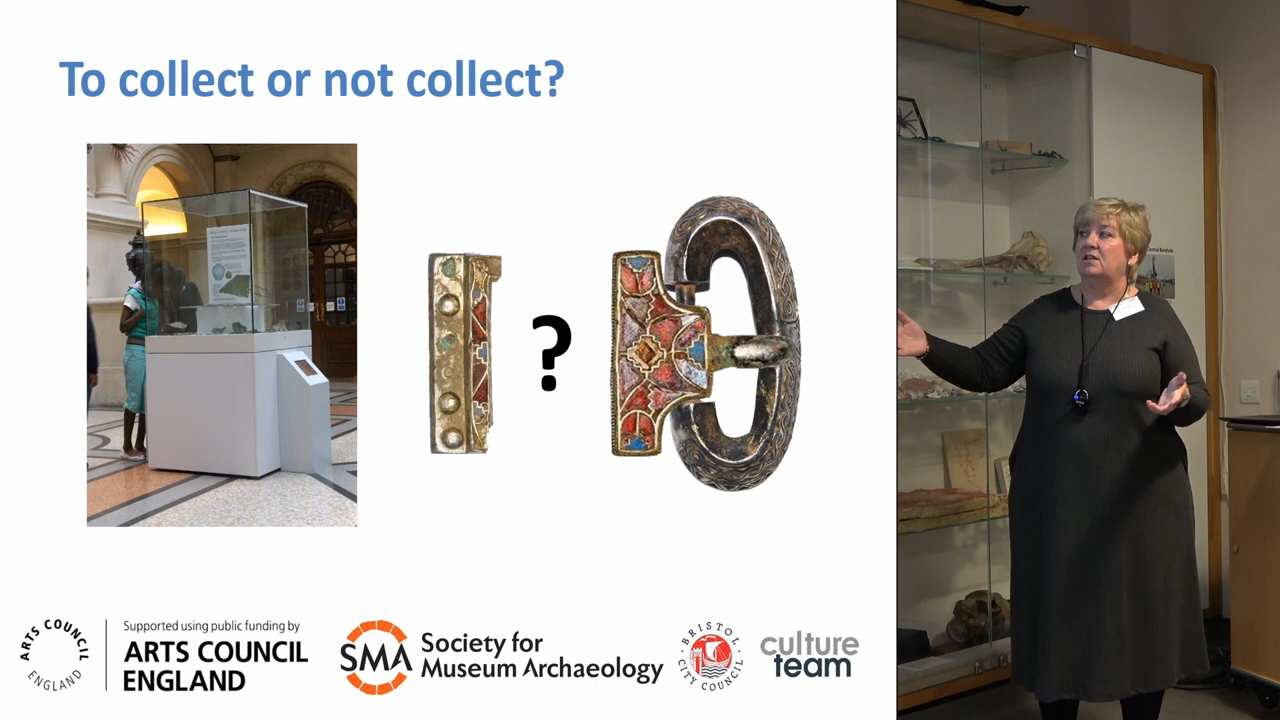 To collect or not collect?
?
ARTS COUNCIL
ENGLAND
Supported using public funding by
ARTS COUNCIL
ENGLAND
SMA
Society for
Museum Archaeology
BRISTOL
CITY COUNCIL
culture
team